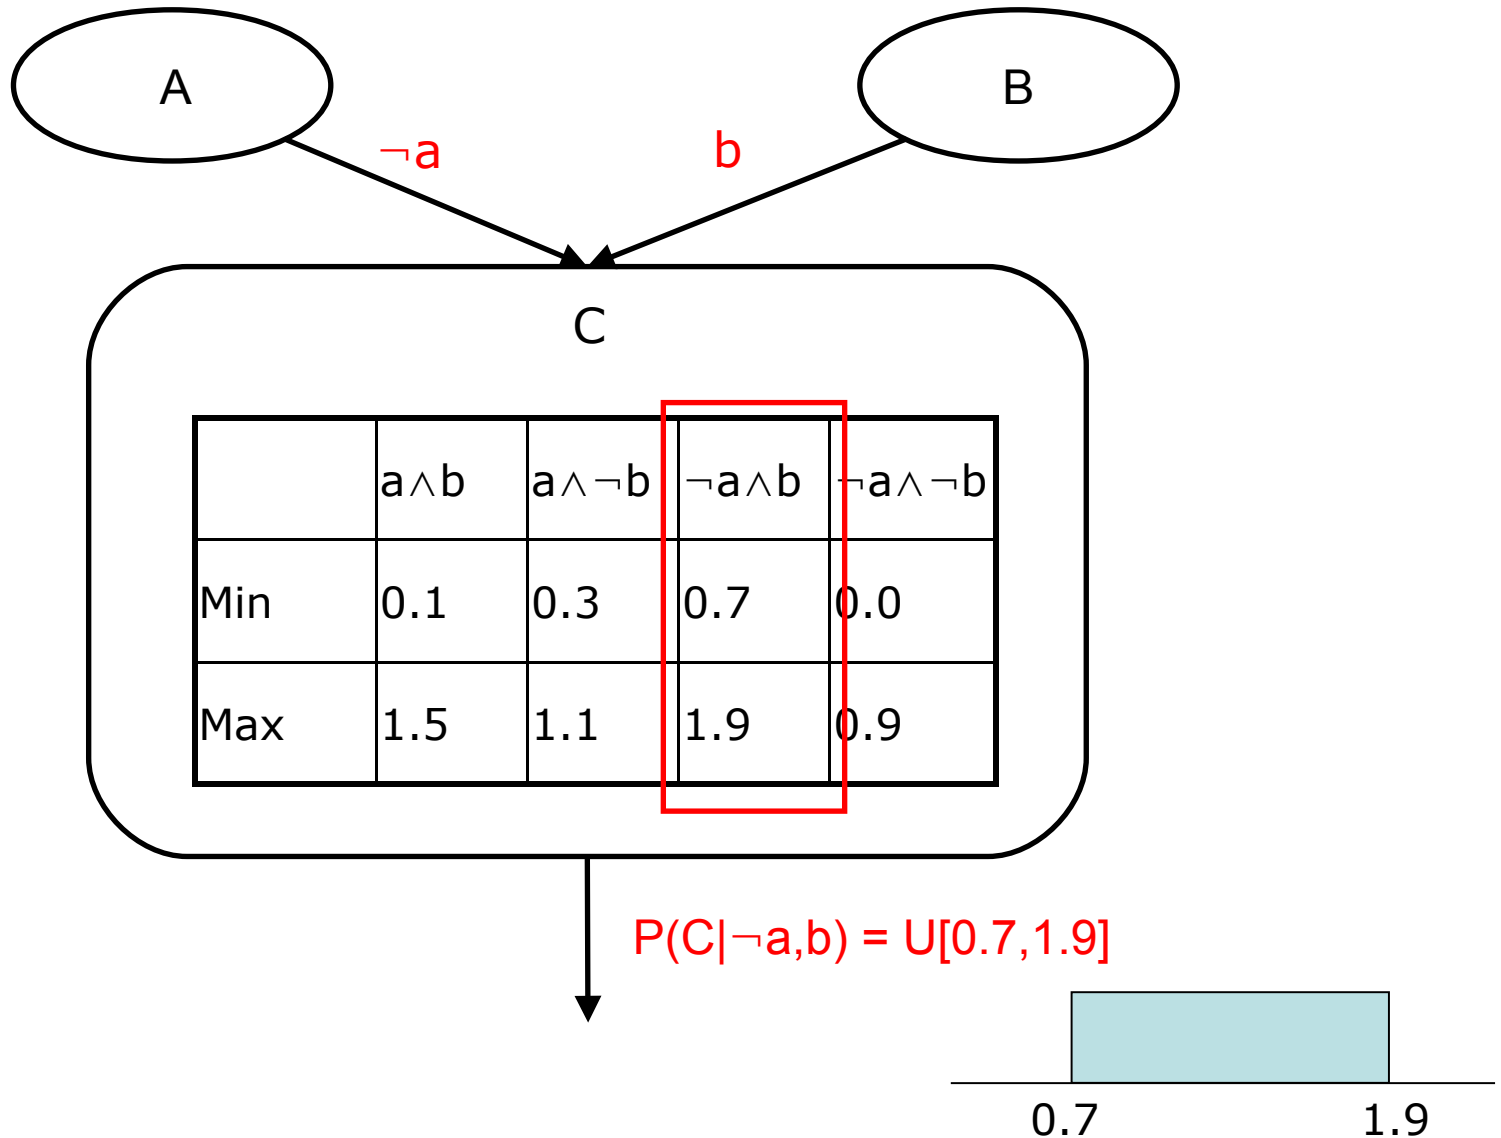 A B
¬a b
C
a∧b a∧¬b ¬a∧b ¬a∧¬b
Min 0.1 0.3 0.7 0.0
Max 1.5 1.1 1.9 0.9
P(C|¬a,b) = U[0.7,1.9]
0.7 1.9